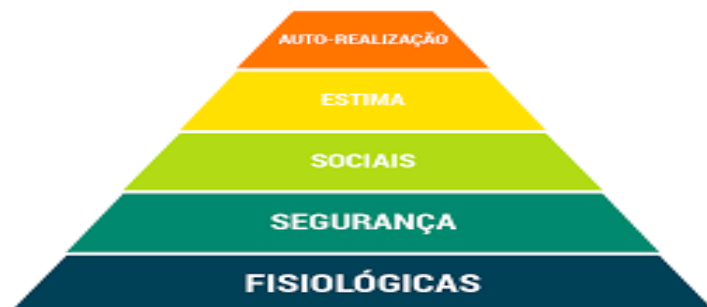 AUTO-REALIZAÇÃO
ESTIMA
SOCIAIS
SEGURANÇA
FISIOLÓGICAS